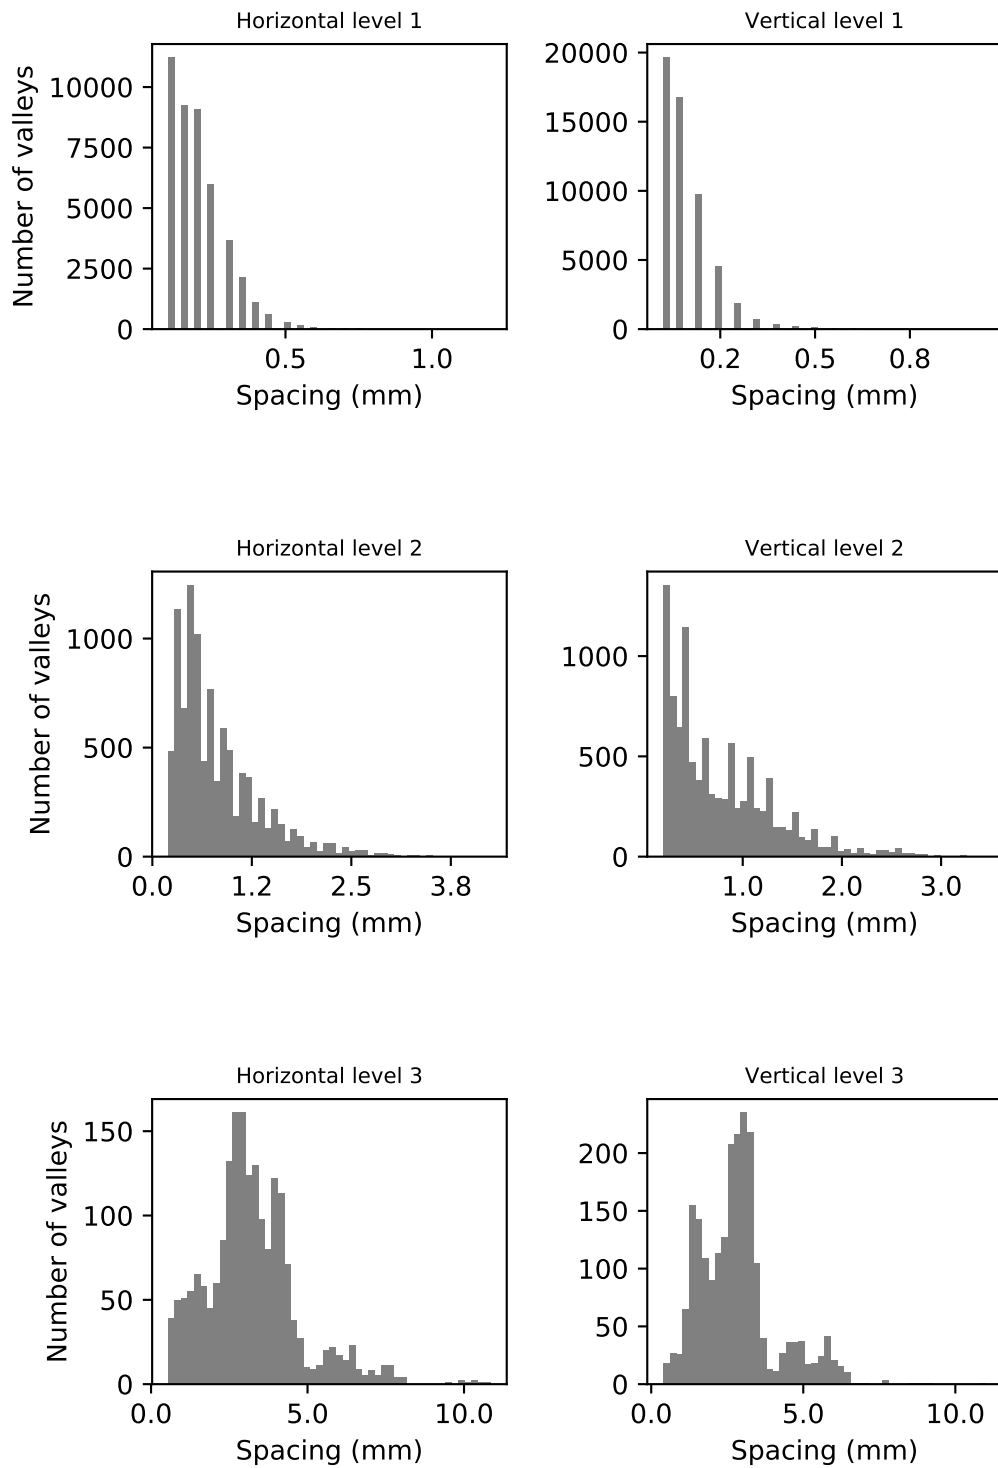 Horizontal level 1
Vertical level 1
Number of valleys
10000
7500
5000
2500
0
0.5
1.0
Spacing (mm)
20000
15000
10000
5000
0
0.2
0.5
0.8
Spacing (mm)
Horizontal level 2
Vertical level 2
Number of valleys
1000
500
0
0.0
1.2
2.5
3.8
Spacing (mm)
1000
500
0
1.0
2.0
3.0
Spacing (mm)
Horizontal level 3
Vertical level 3
Number of valleys
150
100
50
0
0.0
5.0
10.0
Spacing (mm)
200
150
100
50
0
0.0
5.0
10.0
Spacing (mm)